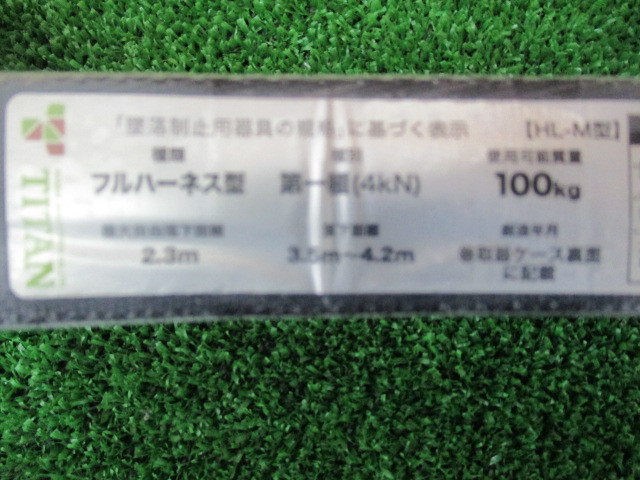 TITAN
「墜落制止用器具の規格」に基づく表示 【HL-M型】
種類 種別 使用可能質量
フルハーネス型 第一種(4kN) 100kg
最大自由落下距離 落下距離 製造年月
2.3m 3.5m～4.2m 巻取器ケース裏面
に記載